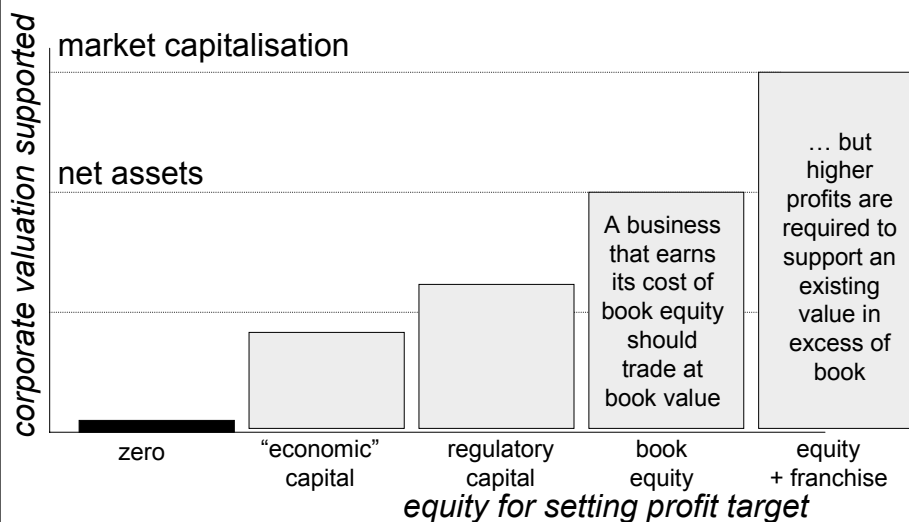 corporate valuation supported
market capitalisation
net assets
A business
that earns
its cost of
book equity
should
trade at
book value
… but
higher
profits are
required to
support an
existing
value in
excess of
book
zero
“economic”
capital
regulatory
capital
book
equity
equity
+ franchise
equity for setting profit target